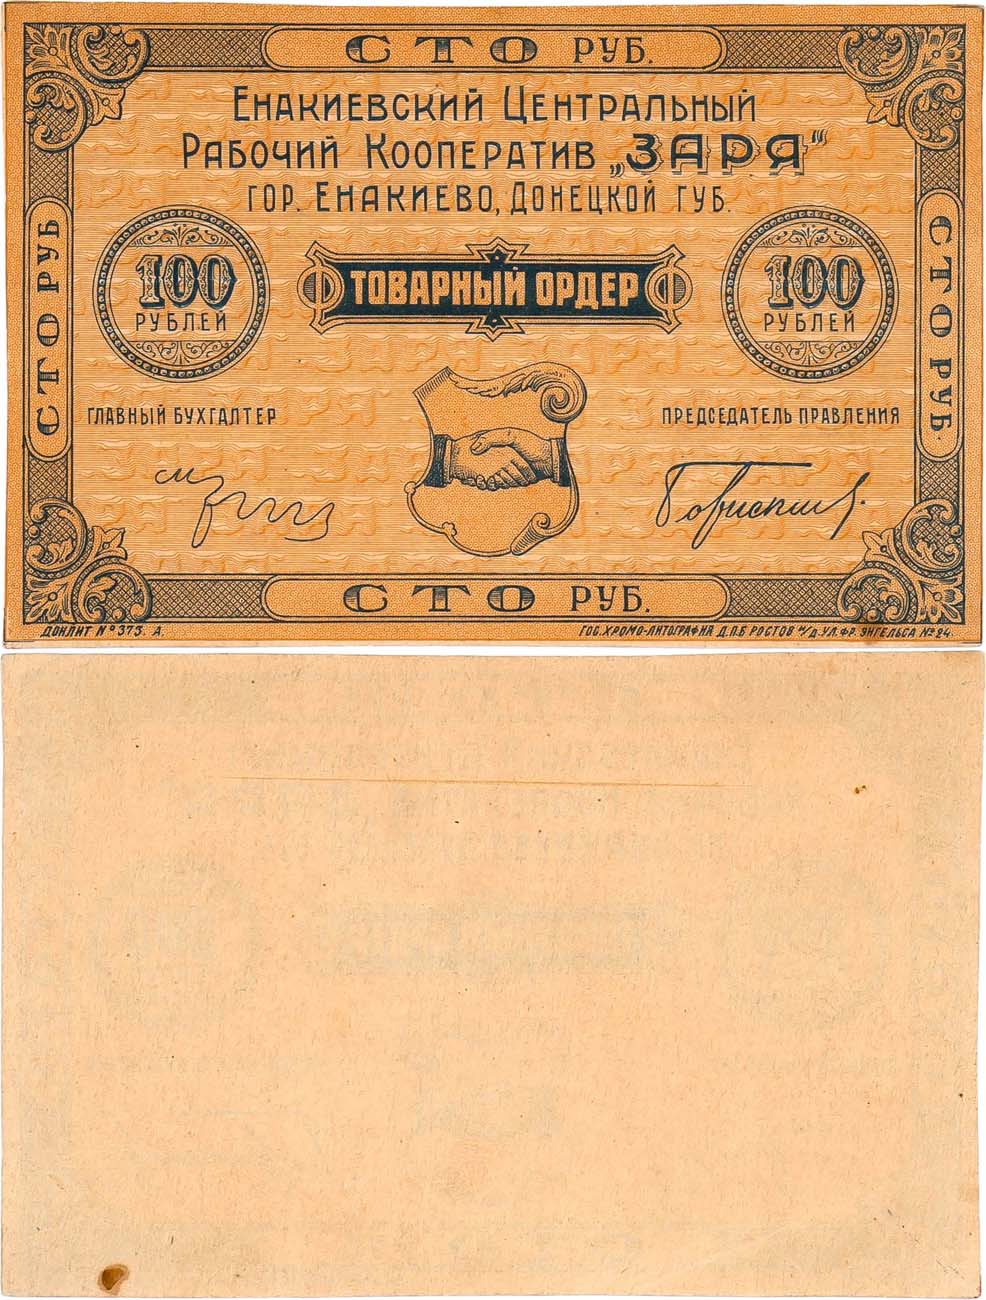 СТО РУБ.
ЕНАКИЕВСКИЙ ЦЕНТРАЛЬНЫЙ
РАБОЧИЙ КООПЕРАТИВ „ЗАРЯ“
ГОР. ЕНАКИЕВО, ДОНЕЦКОЙ ГУБ.
СТО РУБ
100
РУБЛЕЙ
ТОВАРНЫЙ ОРДЕР
100
РУБЛЕЙ
СТО РУБ.
ГЛАВНЫЙ БУХГАЛТЕР
ПРЕДСЕДАТЕЛЬ ПРАВЛЕНИЯ
СТО РУБ.
ДОНЛИТ № 375. А.
ГОС. ХРОМО-ЛИТОГРАФИЯ Д.П.Б РОСТОВ Н/Д. УЛ. ФР. ЭНГЕЛЬСА № 24.